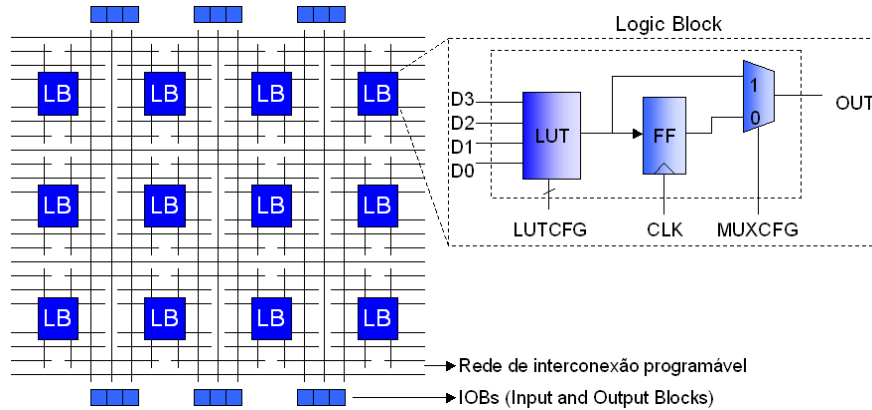 Logic Block
LB LB LB LB
D3
D2
D1
D0
LUT
FF
1
0
OUT
LUTCFG CLK MUXCFG
LB LB LB LB
LB LB LB LB
Rede de interconexão programável
IOBs (Input and Output Blocks)